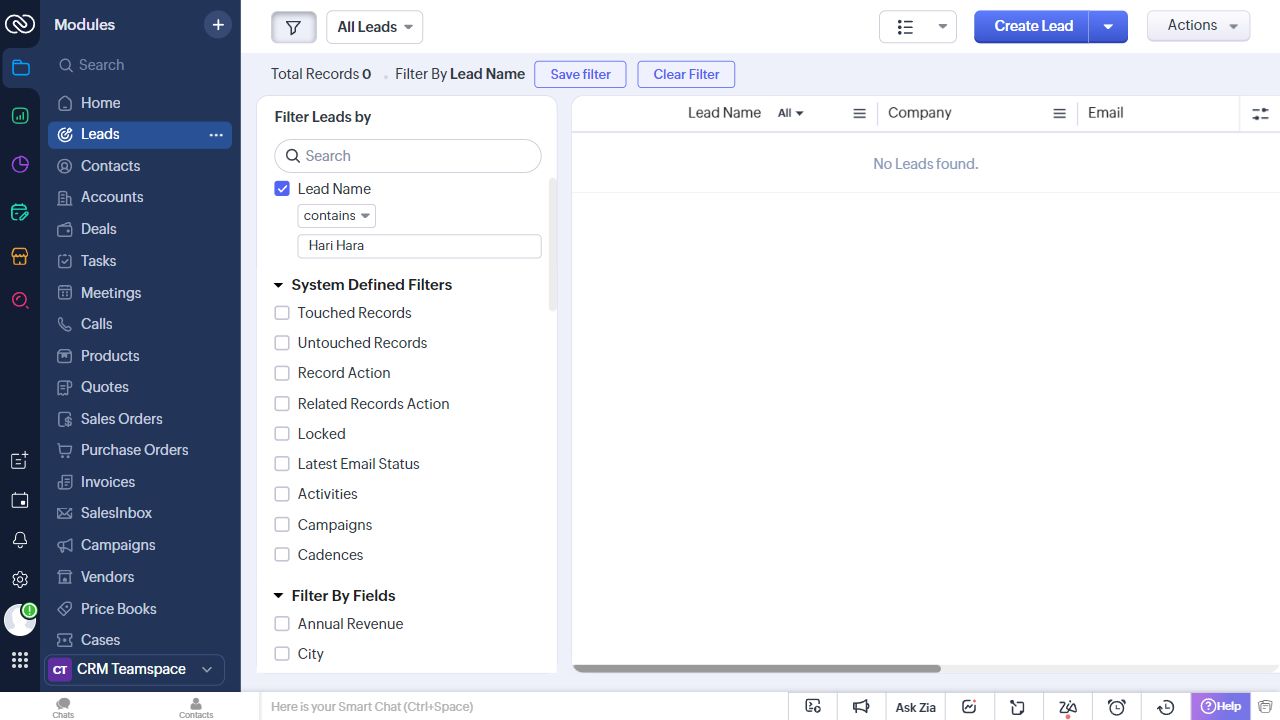 Modules
+
All Leads
Create Lead
Actions
Search
Total Records 0
Filter By Lead Name
Save filter
Clear Filter
Home
Leads
Contacts
Accounts
Deals
Tasks
Meetings
Calls
Products
Quotes
Sales Orders
Purchase Orders
Invoices
SalesInbox
Campaigns
Vendors
Price Books
Cases
CT CRM Teamspace
Filter Leads by
Search
Lead Name
contains
Hari Hara
System Defined Filters
Touched Records
Untouched Records
Record Action
Related Records Action
Locked
Latest Email Status
Activities
Campaigns
Cadences
Filter By Fields
Annual Revenue
City
Lead Name All Company Email
No Leads found.
Chats
Contacts
Here is your Smart Chat (Ctrl+Space)
Ask Zia
Help